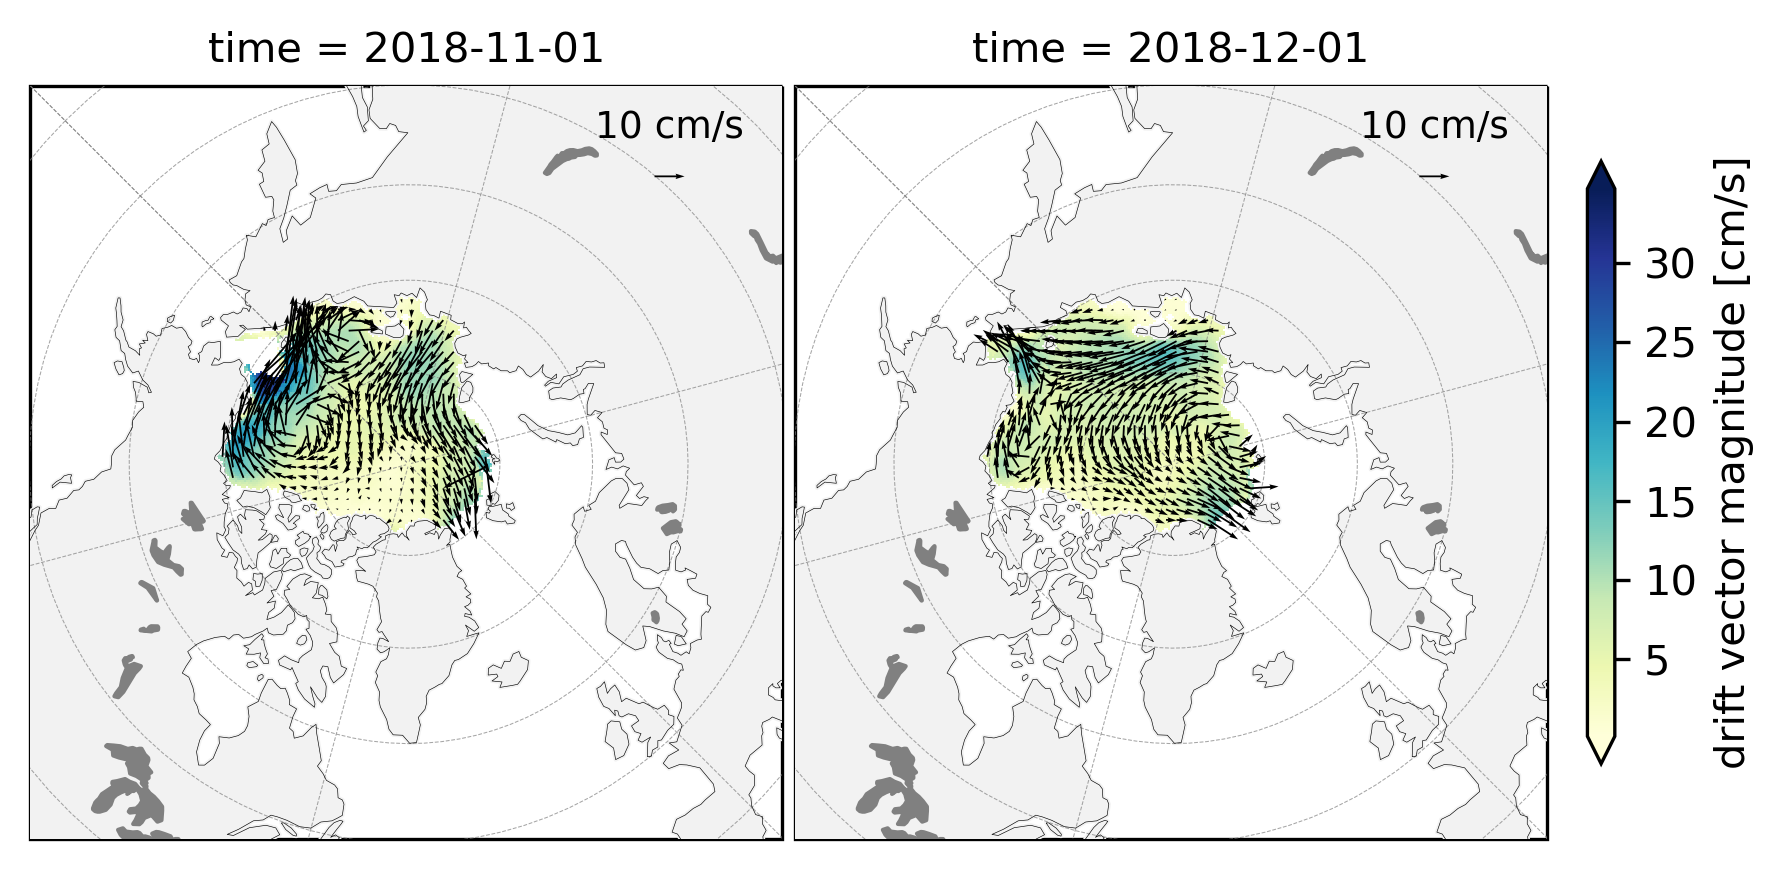 time = 2018-11-01
time = 2018-12-01
10 cm/s
10 cm/s
30
25
20
15
10
5
drift vector magnitude [cm/s]